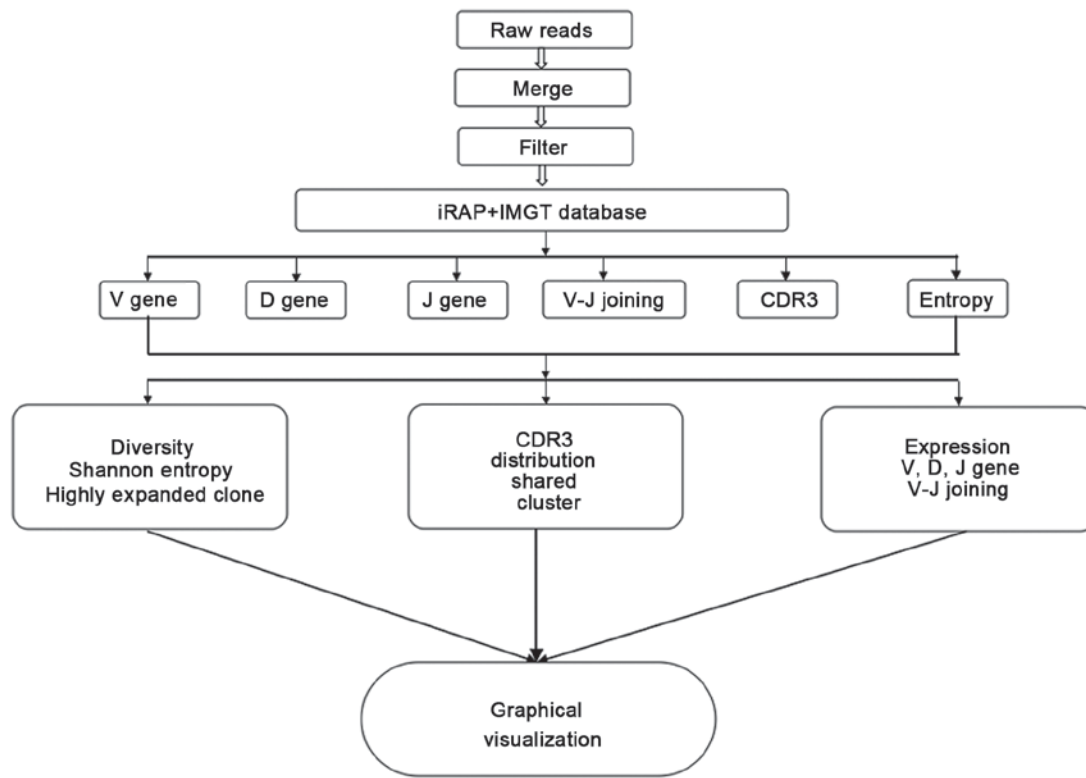 Raw reads
Merge
Filter
iRAP+IMGT database
V gene
D gene
J gene
V-J joining
CDR3
Entropy
Diversity
Shannon entropy
Highly expanded clone
CDR3
distribution
shared
cluster
Expression
V, D, J gene
V-J joining
Graphical
visualization